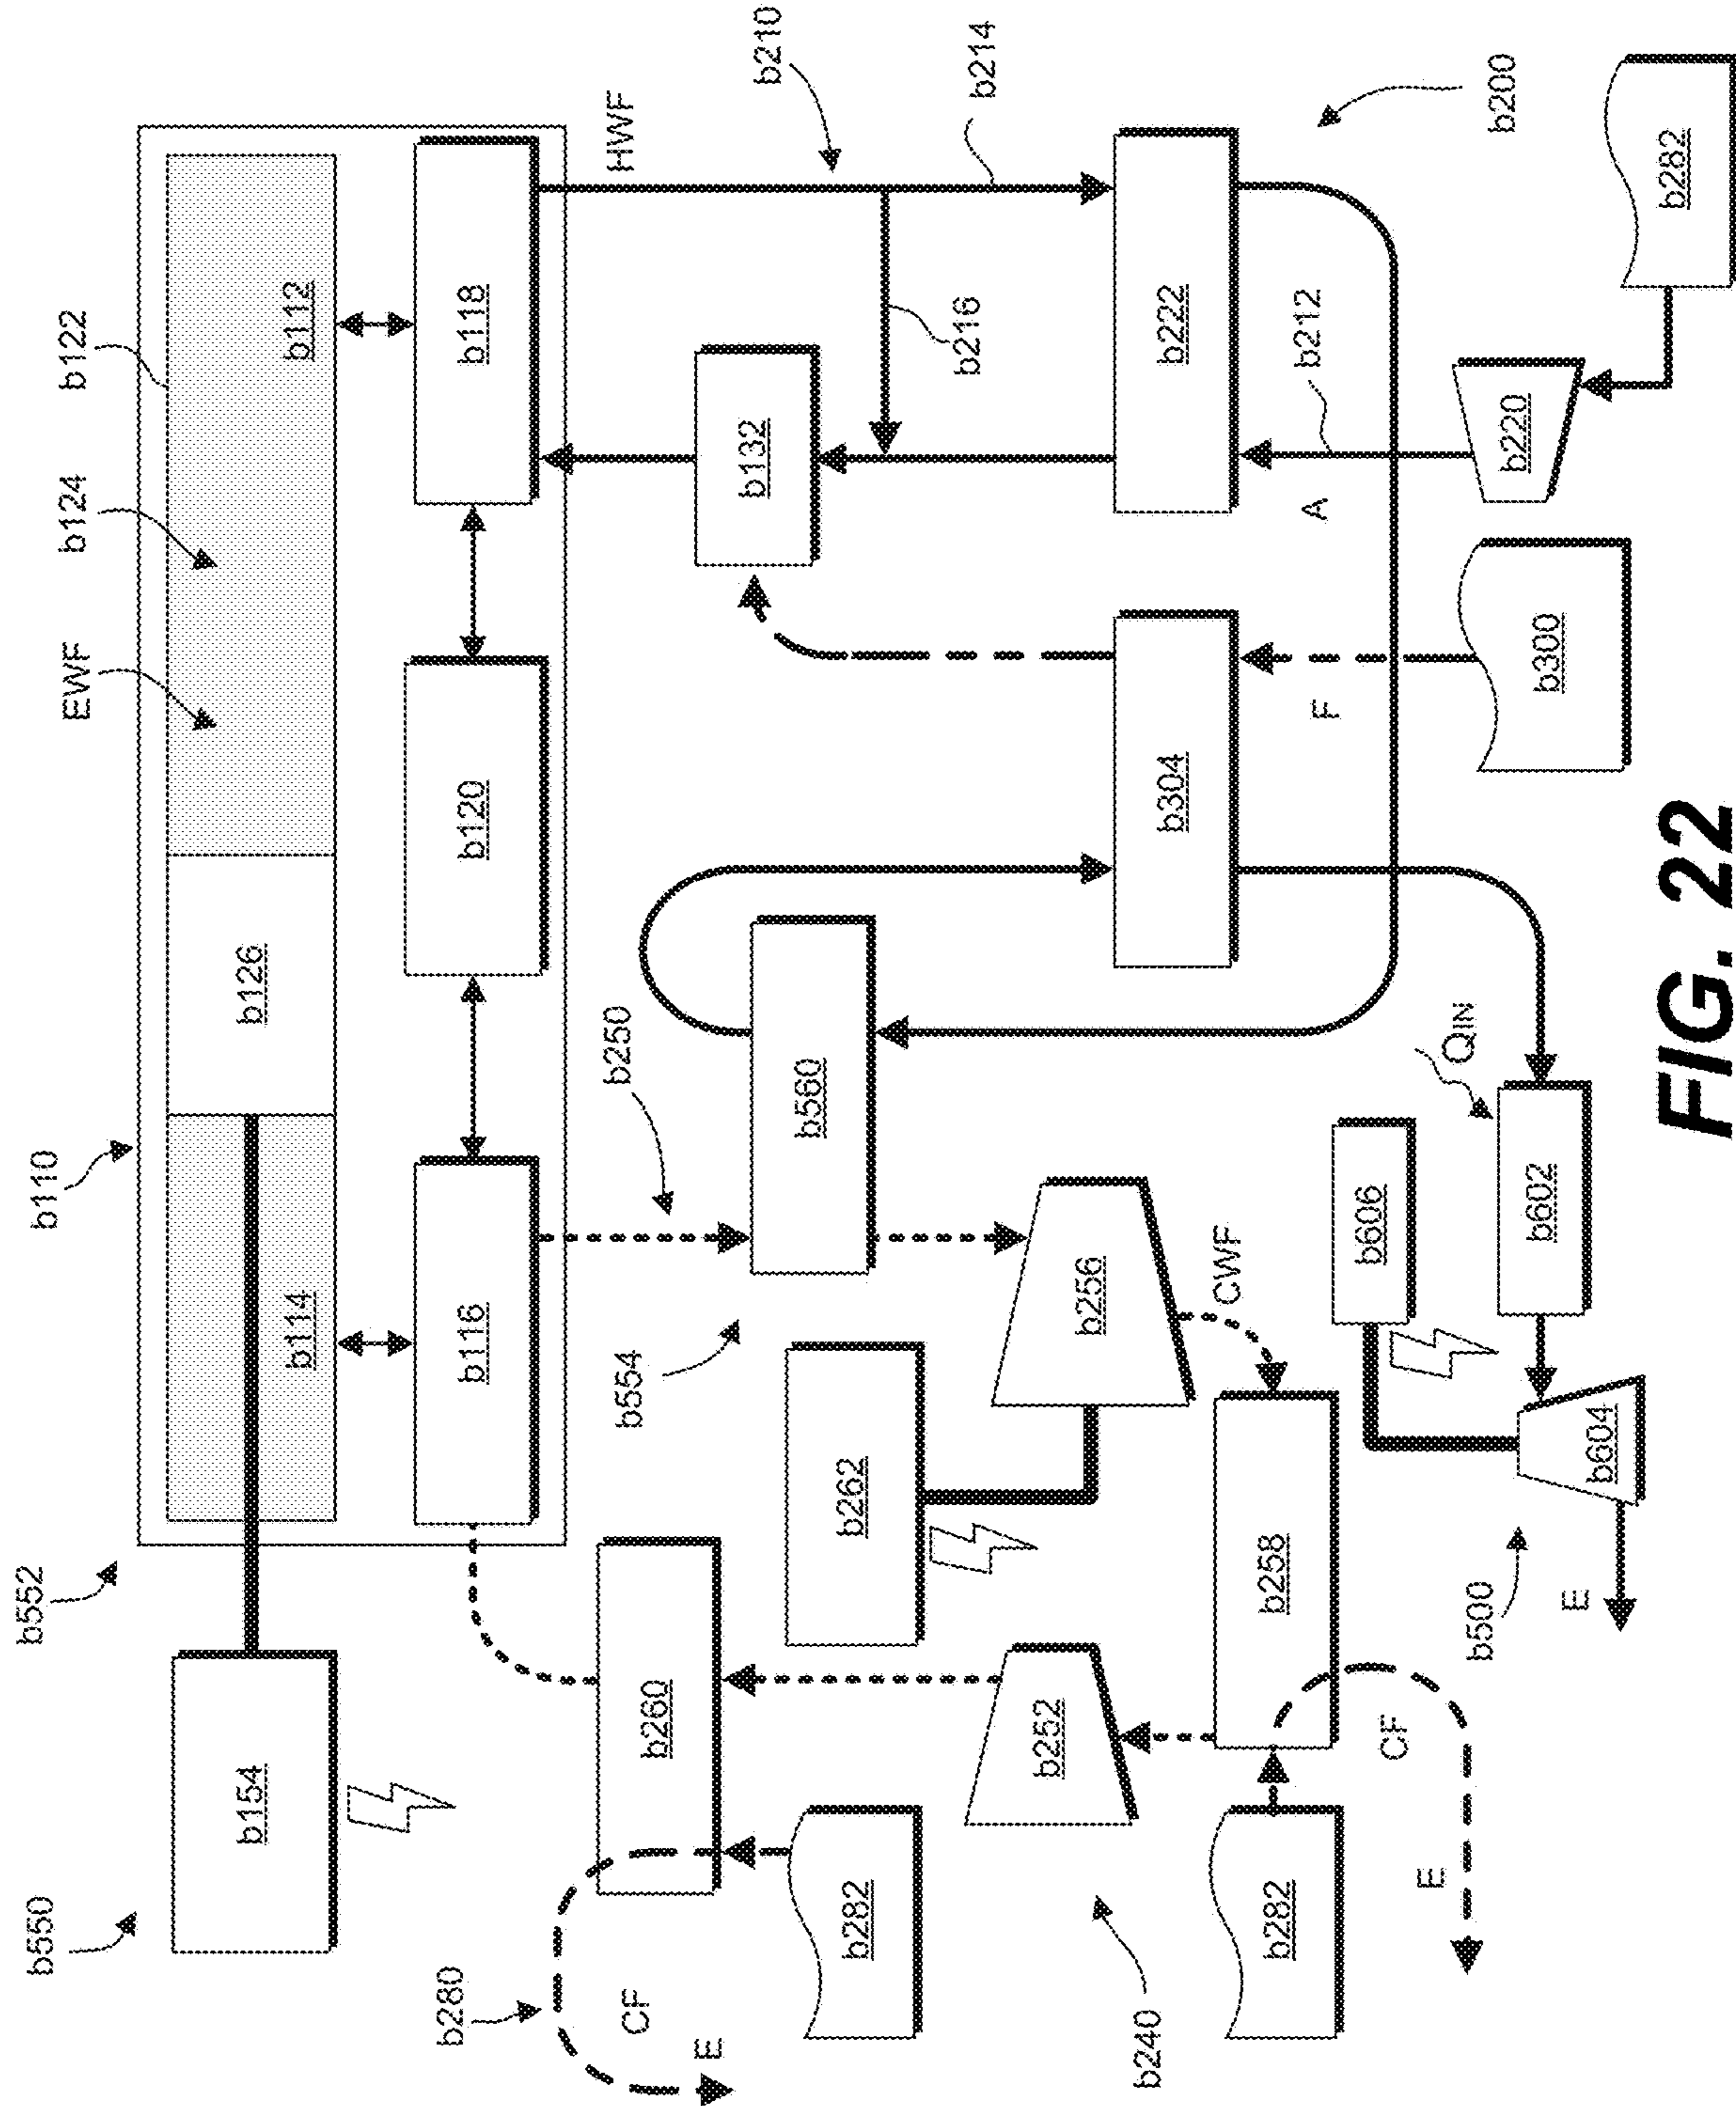 b550
b552
b110
EWF
b124
b122
b154
b114
b126
b112
b116
b120
b118
HWF
b210
b214
b280
CF
E
b260
b282
b262
b554
b250
b560
b132
b216
b222
b200
b240
b252
b256
CWF
b304
b258
b282
CF
E
b212
A
F
b300
b220
b282
b500
E
b604
b606
b602
QIN
FIG. 22